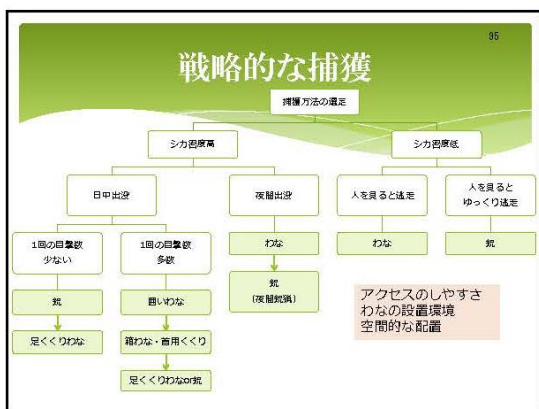 95
戦略的な捕獲
捕獲方法の選定
シカ密度高
シカ密度低
日中出没
夜間出没
人を見ると逃走
人を見ると
ゆっくり逃走
1回の目撃数
少ない
1回の目撃数
多数
わな
わな
銃
銃
囲いわな
銃
(夜間銃猟)
足くくりわな
箱わな・首用くくり
足くくりわなor銃
アクセスのしやすさ
わなの設置環境
空間的な配置